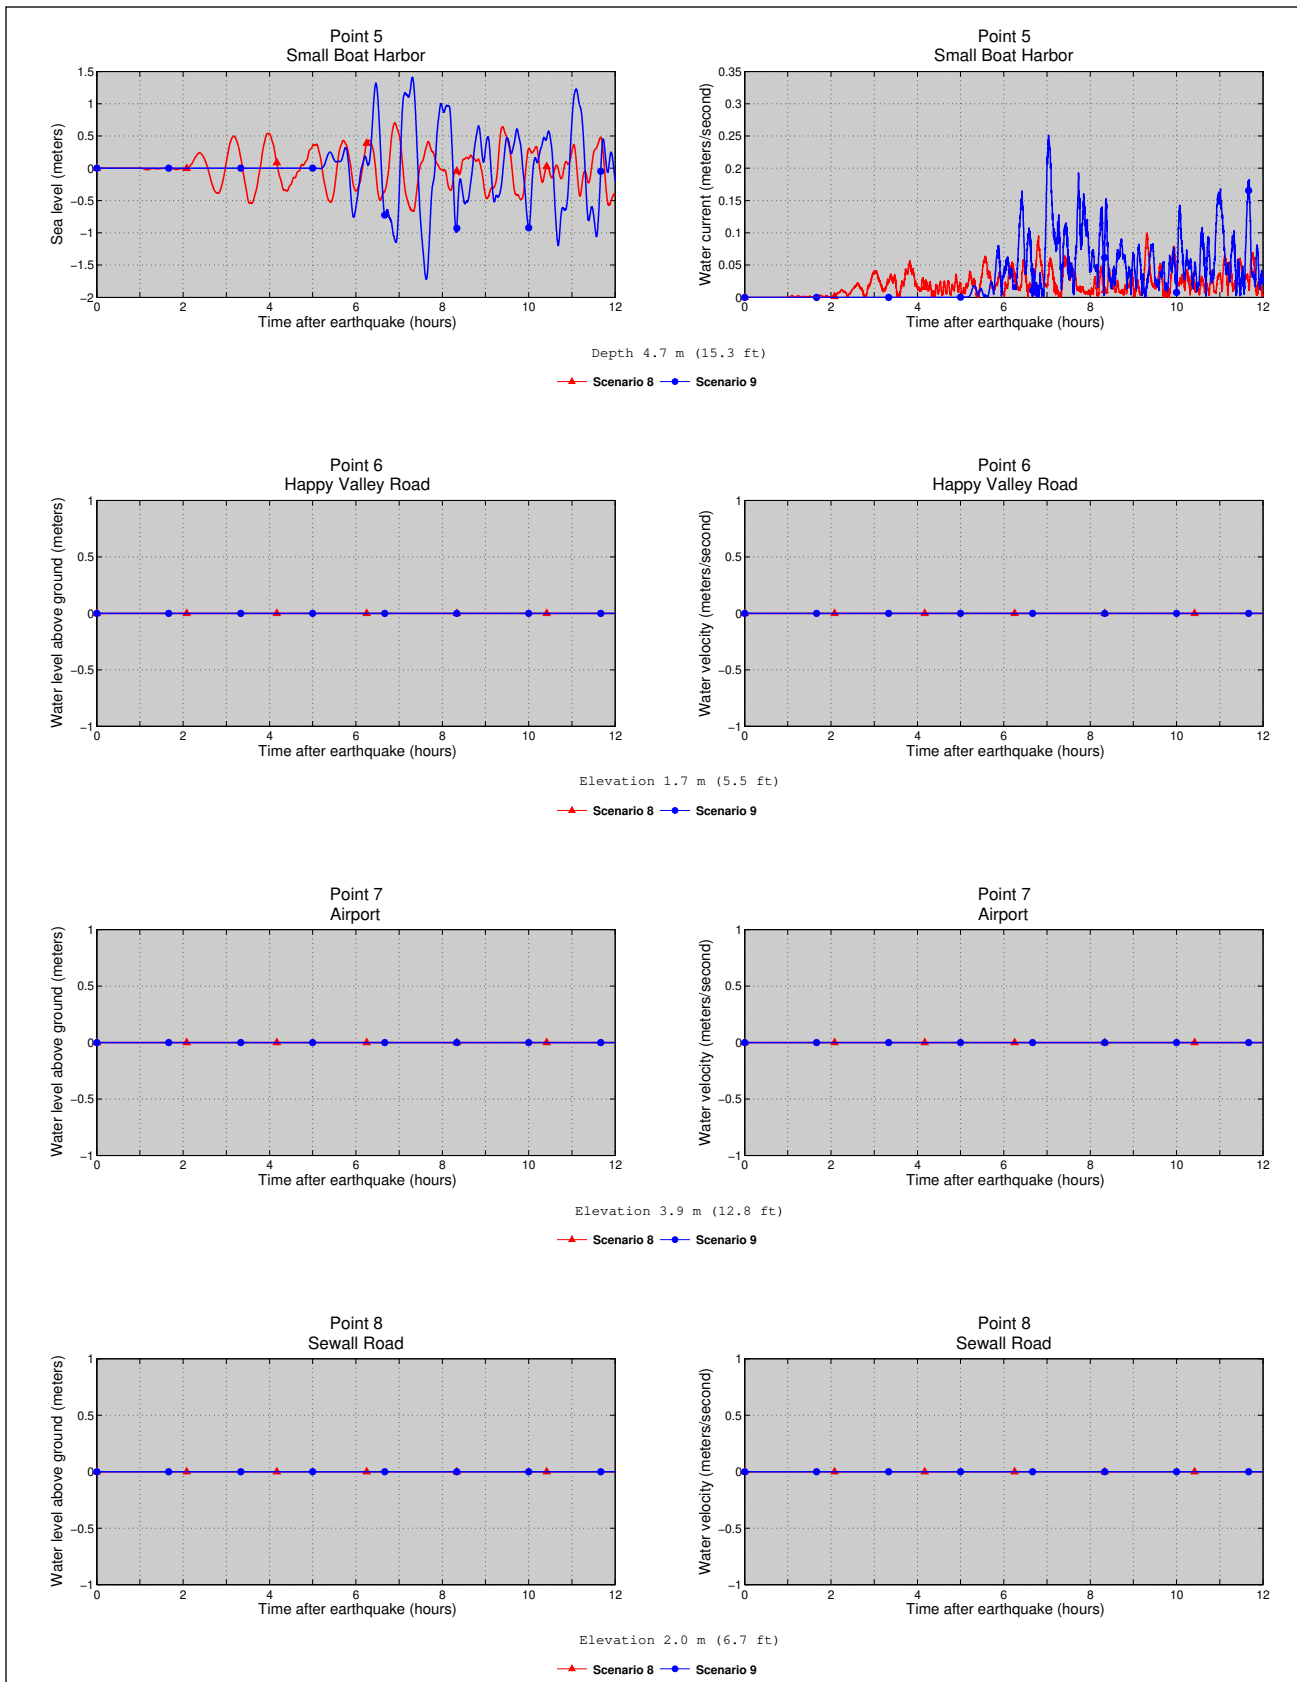 Point 5
Small Boat Harbor
Sea level (meters)
1.5
1
0.5
0
−0.5
−1
−1.5
−2
0 2 4 6 8 10 12
Time after earthquake (hours)
Point 5
Small Boat Harbor
Water current (meters/second)
0.35
0.3
0.25
0.2
0.15
0.1
0.05
0
0 2 4 6 8 10 12
Time after earthquake (hours)
Depth 4.7 m (15.3 ft)
Scenario 8 Scenario 9
Point 6
Happy Valley Road
Water level above ground (meters)
1
0.5
0
−0.5
−1
0 2 4 6 8 10 12
Time after earthquake (hours)
Point 6
Happy Valley Road
Water velocity (meters/second)
1
0.5
0
−0.5
−1
0 2 4 6 8 10 12
Time after earthquake (hours)
Elevation 1.7 m (5.5 ft)
Scenario 8 Scenario 9
Point 7
Airport
Water level above ground (meters)
1
0.5
0
−0.5
−1
0 2 4 6 8 10 12
Time after earthquake (hours)
Point 7
Airport
Water velocity (meters/second)
1
0.5
0
−0.5
−1
0 2 4 6 8 10 12
Time after earthquake (hours)
Elevation 3.9 m (12.8 ft)
Scenario 8 Scenario 9
Point 8
Sewall Road
Water level above ground (meters)
1
0.5
0
−0.5
−1
0 2 4 6 8 10 12
Time after earthquake (hours)
Point 8
Sewall Road
Water velocity (meters/second)
1
0.5
0
−0.5
−1
0 2 4 6 8 10 12
Time after earthquake (hours)
Elevation 2.0 m (6.7 ft)
Scenario 8 Scenario 9